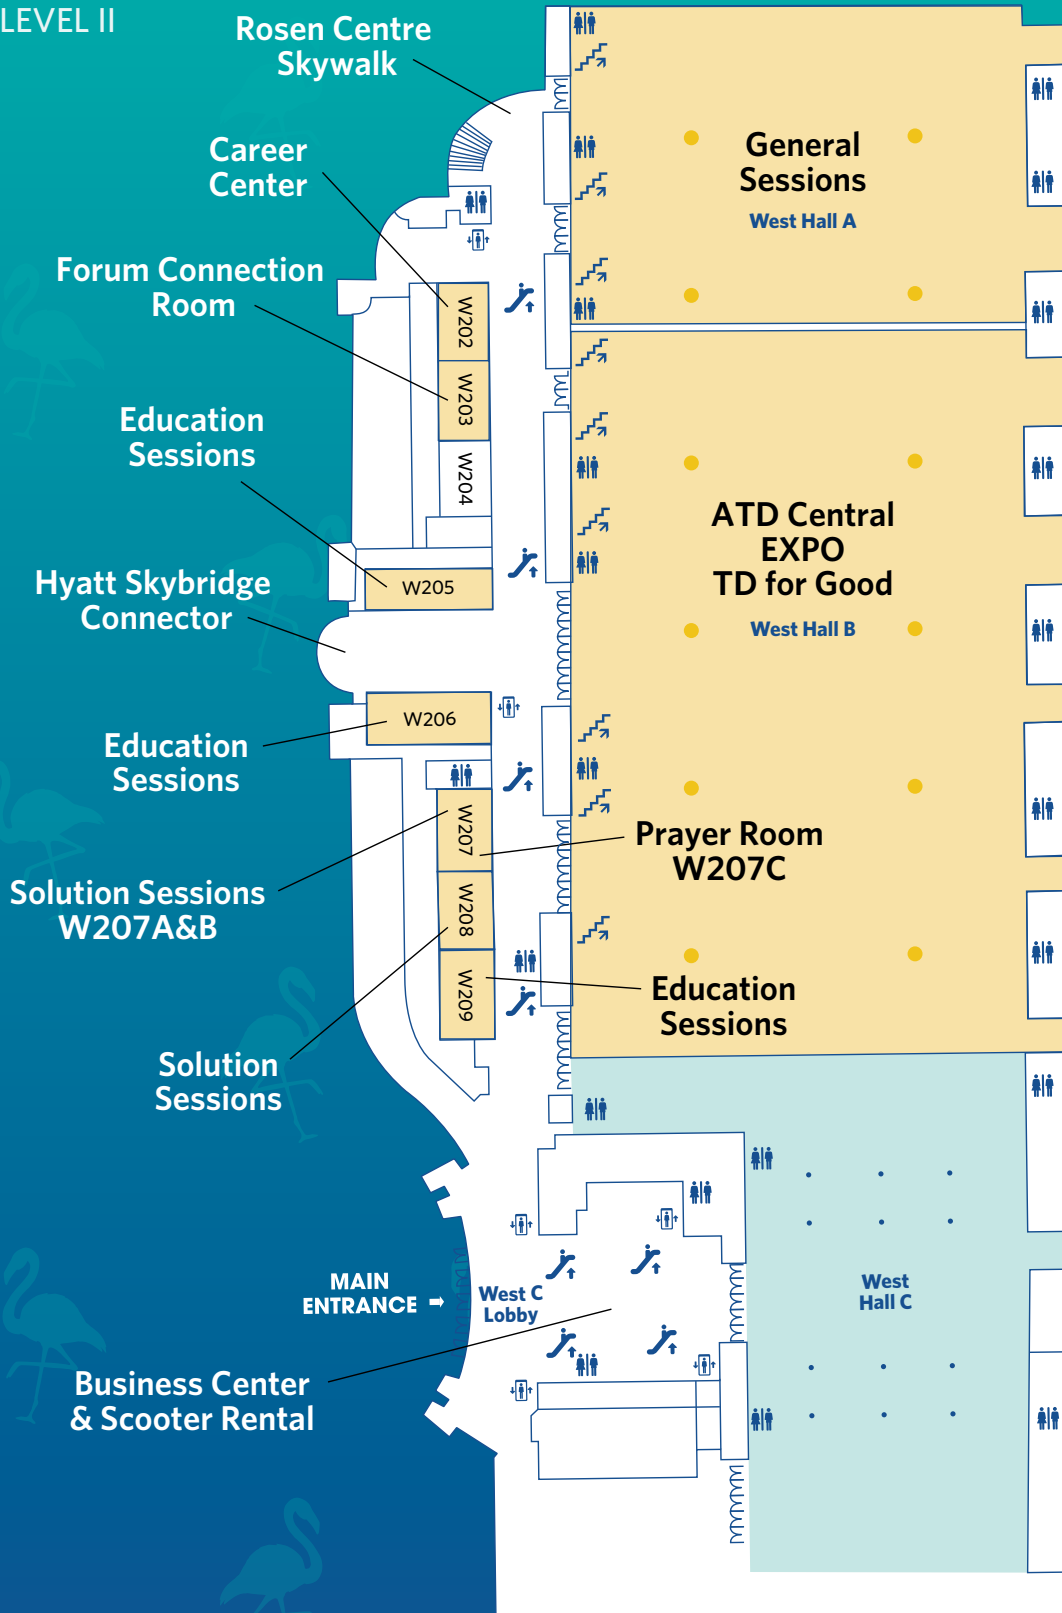 LEVEL II
Rosen Centre
Skywalk
Career
Center
General
Sessions
West Hall A
Forum Connection
Room
W202
W203
Education
Sessions
W204
ATD Central
EXPO
TD for Good
West Hall B
Hyatt Skybridge
Connector
W205
W206
Education
Sessions
W207
Prayer Room
W207C
Solution Sessions
W207A&B
W208
W209
Education
Sessions
Solution
Sessions
MAIN
ENTRANCE
West C
Lobby
West
Hall C
Business Center
& Scooter Rental